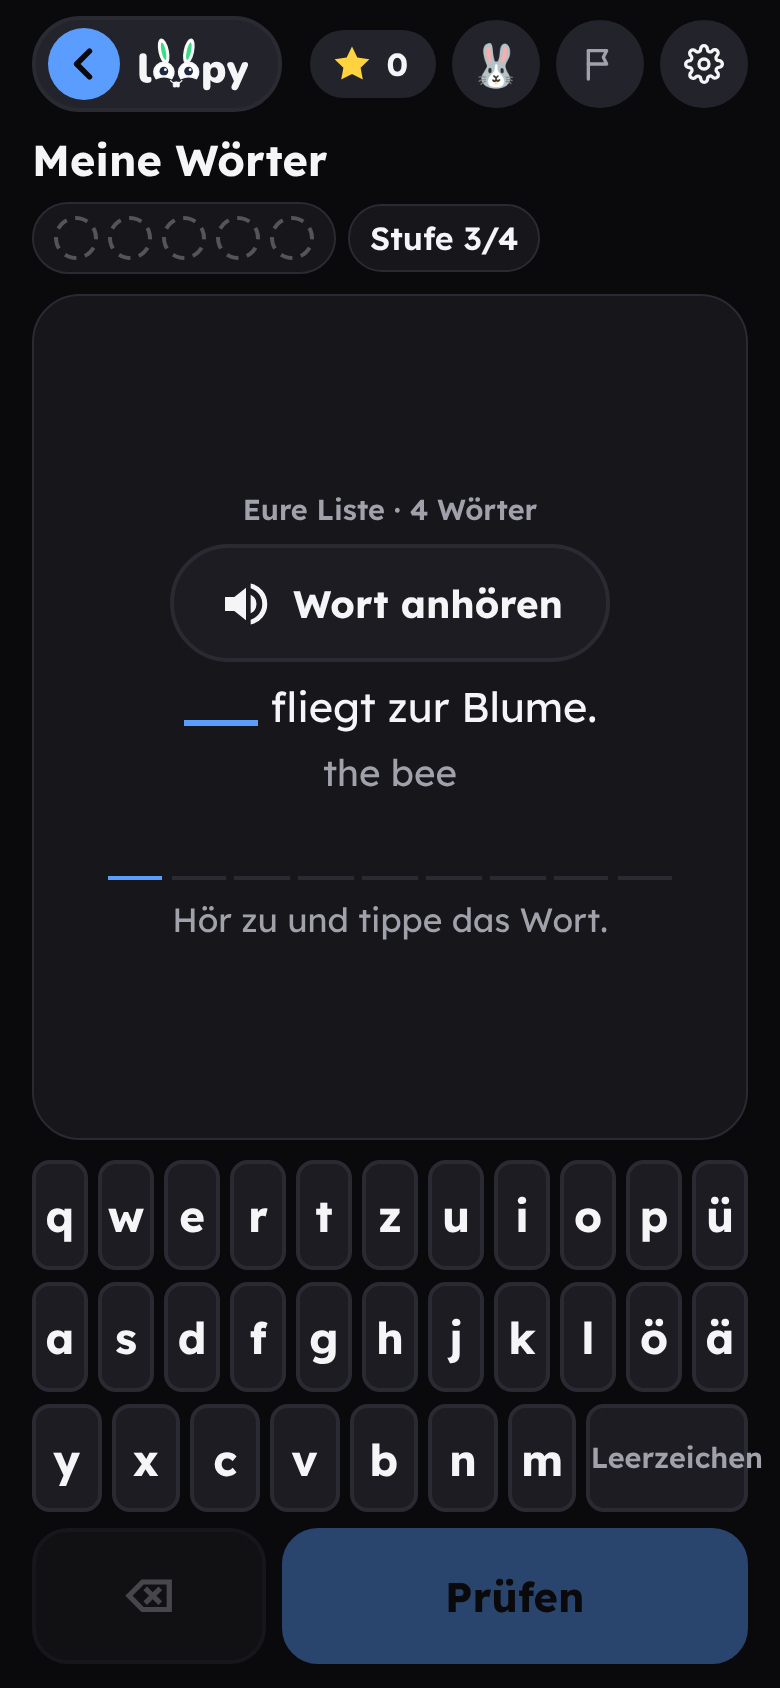 loopy
0
Meine Wörter
Stufe 3/4
Eure Liste · 4 Wörter
Wort anhören
___ fliegt zur Blume.
the bee
Hör zu und tippe das Wort.
q w e r t z u i o p ü
a s d f g h j k l ö ä
y x c v b n m Leerzeichen
Prüfen